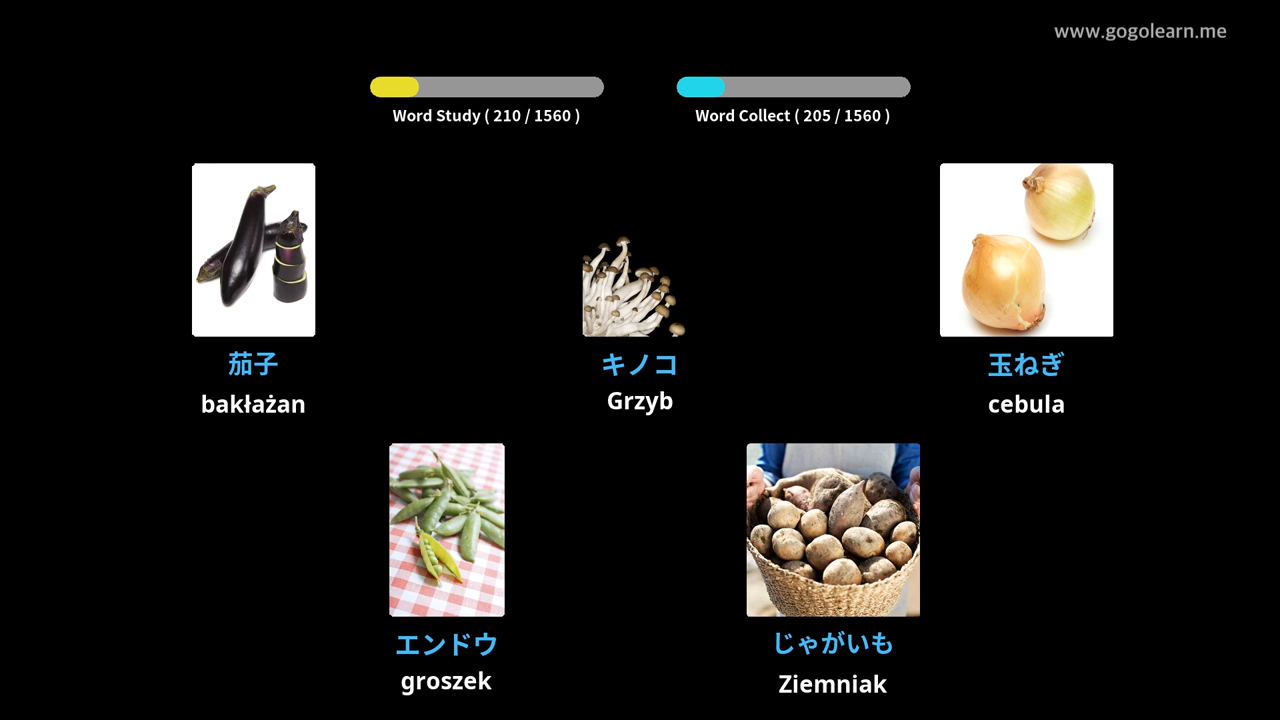 www.gogolearn.me
Word Study ( 210 / 1560 )
Word Collect ( 205 / 1560 )
茄子
キノコ
玉ねぎ
bakłażan
Grzyb
cebula
エンドウ
じゃがいも
groszek
Ziemniak